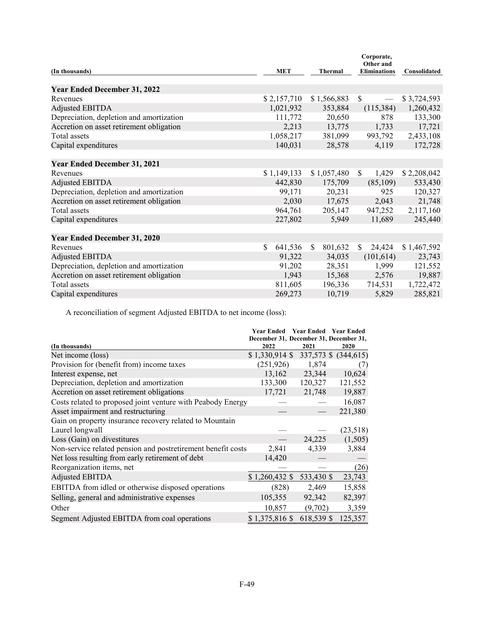 Corporate,
Other and
(In thousands) MET Thermal Eliminations Consolidated
Year Ended December 31, 2022
Revenues $ 2,157,710 $ 1,566,883 $ — $ 3,724,593
Adjusted EBITDA 1,021,932 353,884 (115,384) 1,260,432
Depreciation, depletion and amortization 111,772 20,650 878 133,300
Accretion on asset retirement obligation 2,213 13,775 1,733 17,721
Total assets 1,058,217 381,099 993,792 2,433,108
Capital expenditures 140,031 28,578 4,119 172,728
Year Ended December 31, 2021
Revenues $ 1,149,133 $ 1,057,480 $ 1,429 $ 2,208,042
Adjusted EBITDA 442,830 175,709 (85,109) 533,430
Depreciation, depletion and amortization 99,171 20,231 925 120,327
Accretion on asset retirement obligation 2,030 17,675 2,043 21,748
Total assets 964,761 205,147 947,252 2,117,160
Capital expenditures 227,802 5,949 11,689 245,440
Year Ended December 31, 2020
Revenues $ 641,536 $ 801,632 $ 24,424 $ 1,467,592
Adjusted EBITDA 91,322 34,035 (101,614) 23,743
Depreciation, depletion and amortization 91,202 28,351 1,999 121,552
Accretion on asset retirement obligation 1,943 15,368 2,576 19,887
Total assets 811,605 196,336 714,531 1,722,472
Capital expenditures 269,273 10,719 5,829 285,821
A reconciliation of segment Adjusted EBITDA to net income (loss):
Year Ended Year Ended Year Ended
December 31, December 31, December 31,
(In thousands) 2022 2021 2020
Net income (loss) $ 1,330,914 $ 337,573 $ (344,615)
Provision for (benefit from) income taxes (251,926) 1,874 (7)
Interest expense, net 13,162 23,344 10,624
Depreciation, depletion and amortization 133,300 120,327 121,552
Accretion on asset retirement obligations 17,721 21,748 19,887
Costs related to proposed joint venture with Peabody Energy — — 16,087
Asset impairment and restructuring — — 221,380
Gain on property insurance recovery related to Mountain
Laurel longwall — — (23,518)
Loss (Gain) on divestitures — 24,225 (1,505)
Non-service related pension and postretirement benefit costs 2,841 4,339 3,884
Net loss resulting from early retirement of debt 14,420 — —
Reorganization items, net — — (26)
Adjusted EBITDA $ 1,260,432 $ 533,430 $ 23,743
EBITDA from idled or otherwise disposed operations (828) 2,469 15,858
Selling, general and administrative expenses 105,355 92,342 82,397
Other 10,857 (9,702) 3,359
Segment Adjusted EBITDA from coal operations $ 1,375,816 $ 618,539 $ 125,357
F-49